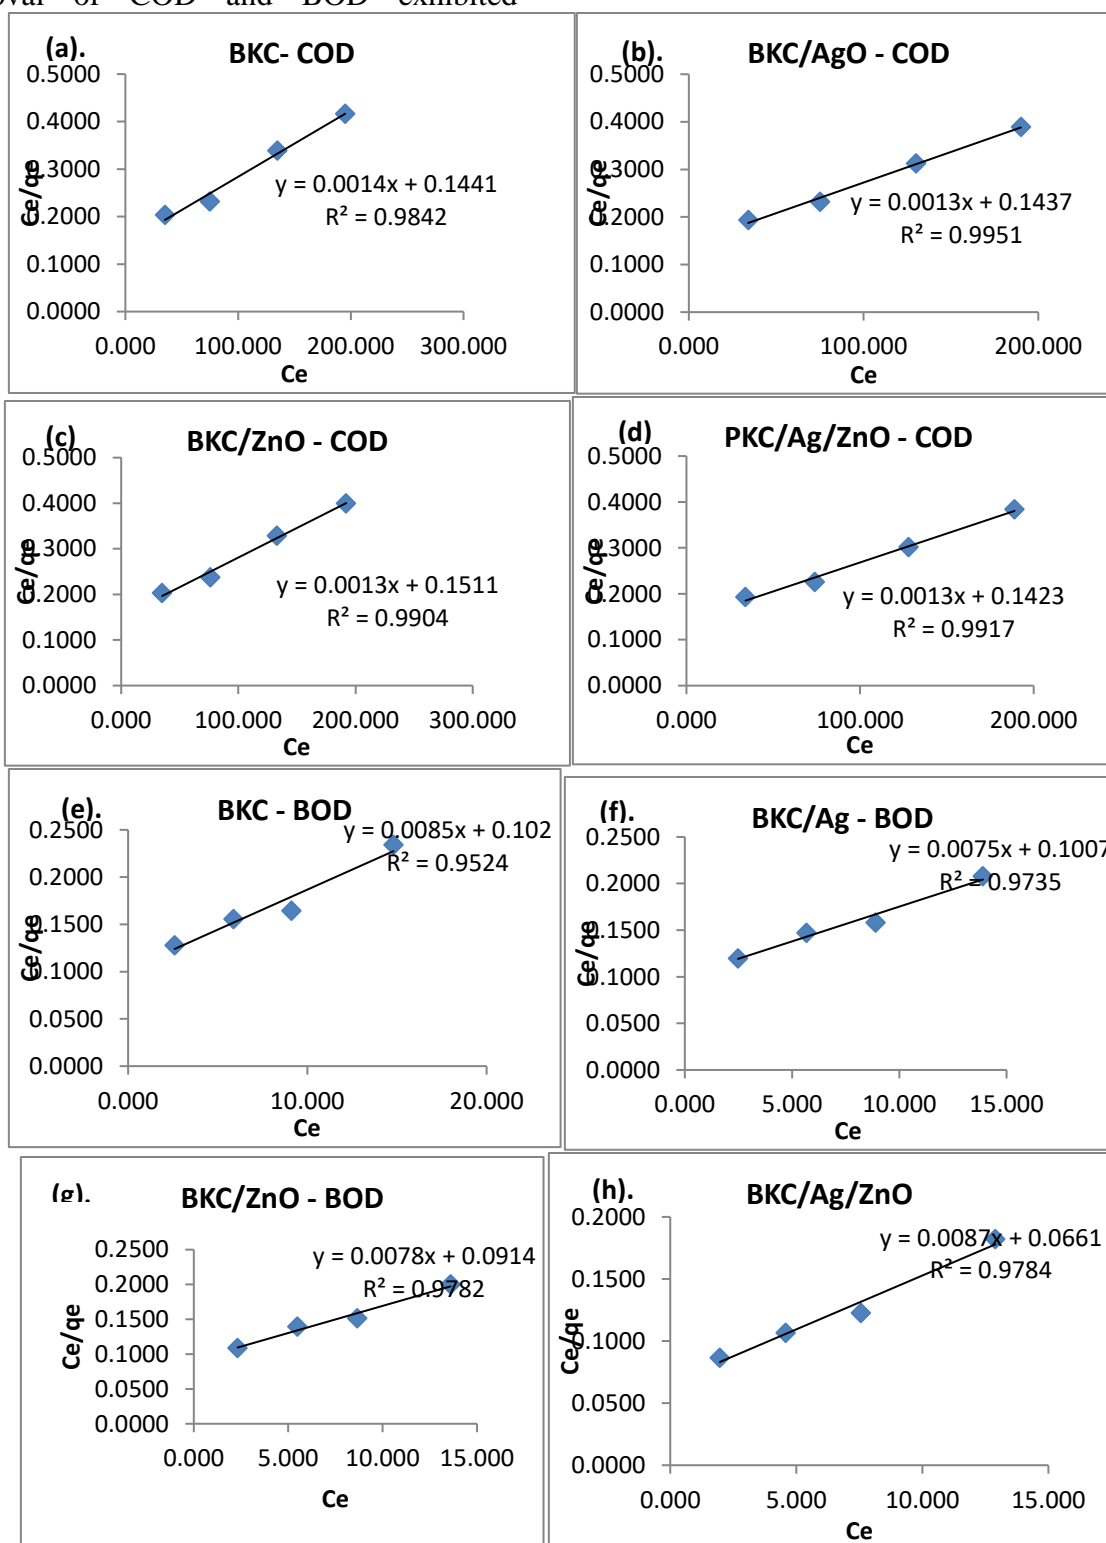 of COD and BOD exhibited
(a).
BKC- COD
0.5000
0.4000
0.3000
0.2000
0.1000
0.0000
Ce/qe
y = 0.0014x + 0.1441
R² = 0.9842
0.000 100.000 200.000 300.000
Ce
(b).
BKC/AgO - COD
0.5000
0.4000
0.3000
0.2000
0.1000
0.0000
Ce/qe
y = 0.0013x + 0.1437
R² = 0.9951
0.000 100.000 200.000
Ce
(c)
BKC/ZnO - COD
0.5000
0.4000
0.3000
0.2000
0.1000
0.0000
Ce/qe
y = 0.0013x + 0.1511
R² = 0.9904
0.000 100.000 200.000 300.000
Ce
(d)
PKC/Ag/ZnO - COD
0.5000
0.4000
0.3000
0.2000
0.1000
0.0000
Ce/qe
y = 0.0013x + 0.1423
R² = 0.9917
0.000 100.000 200.000
Ce
(e).
BKC - BOD
0.2500
0.2000
0.1500
0.1000
0.0500
0.0000
Ce/qe
y = 0.0085x + 0.102
R² = 0.9524
0.000 10.000 20.000
Ce
(f).
BKC/Ag - BOD
0.2500
0.2000
0.1500
0.1000
0.0500
0.0000
Ce/qe
y = 0.0075x + 0.1007
R² = 0.9735
0.000 5.000 10.000 15.000
Ce
(g).
BKC/ZnO - BOD
0.2500
0.2000
0.1500
0.1000
0.0500
0.0000
Ce/qe
y = 0.0078x + 0.0914
R² = 0.9782
0.000 5.000 10.000 15.000
Ce
(h).
BKC/Ag/ZnO
0.2000
0.1500
0.1000
0.0500
0.0000
Ce/qe
y = 0.0087x + 0.0661
R² = 0.9784
0.000 5.000 10.000 15.000
Ce